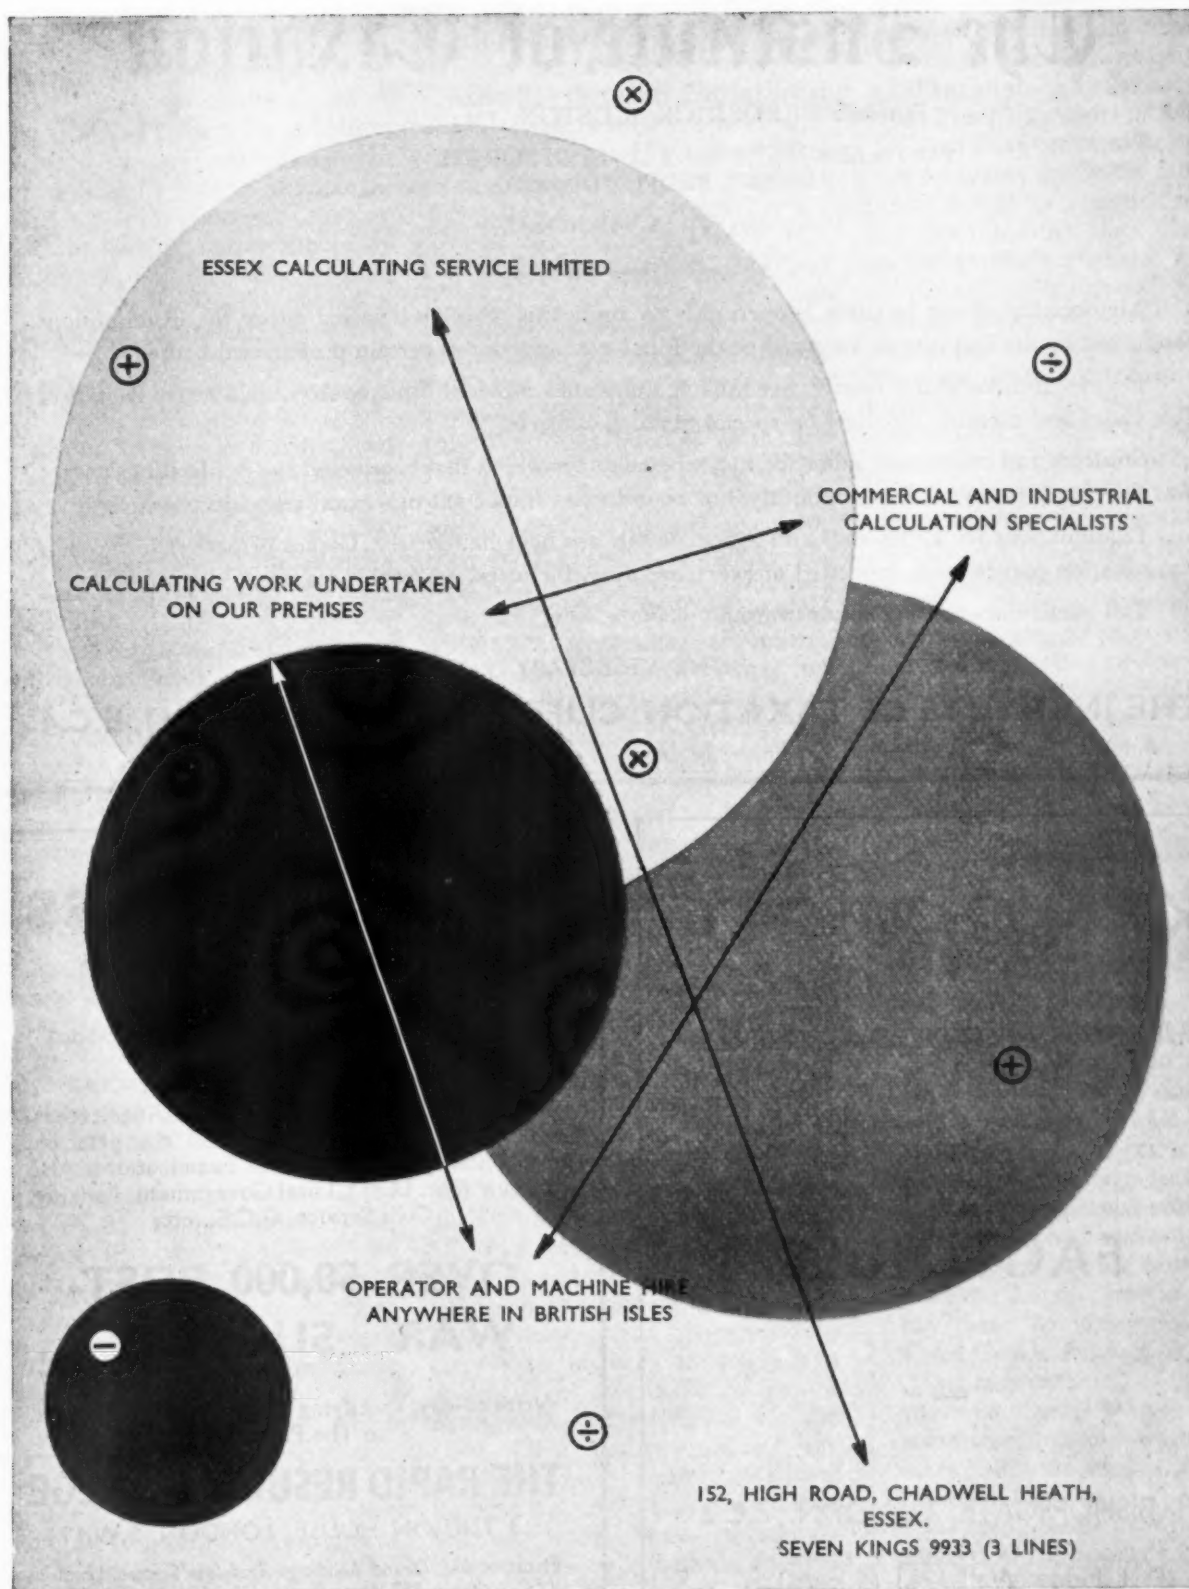 ESSEX CALCULATING SERVICE LIMITED
COMMERCIAL AND INDUSTRIAL
CALCULATION SPECIALISTS
CALCULATING WORK UNDERTAKEN
ON OUR PREMISES
OPERATOR AND MACHINE HIRE
ANYWHERE IN BRITISH ISLES
152, HIGH ROAD, CHADWELL HEATH,
ESSEX.
SEVEN KINGS 9933 (3 LINES)